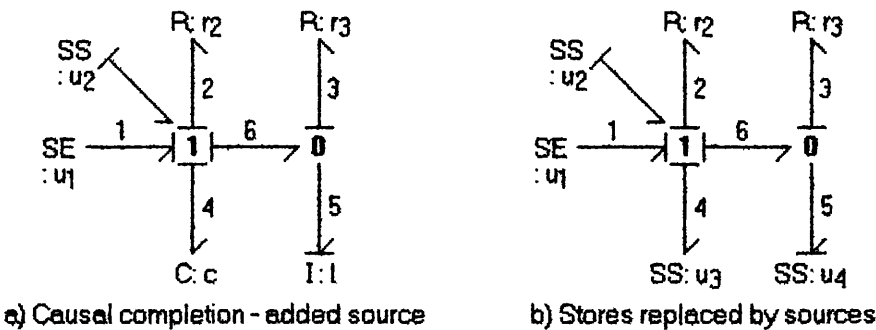 R: r2 R: r3
SS
: u2
2 3
1 6
SE 1 0
: u1
4 5
C: c I: l
a) Causal completion - added source
R: r2 R: r3
SS
: u2
2 3
1 6
SE 1 0
: u1
4 5
SS: u3 SS: u4
b) Stores replaced by sources